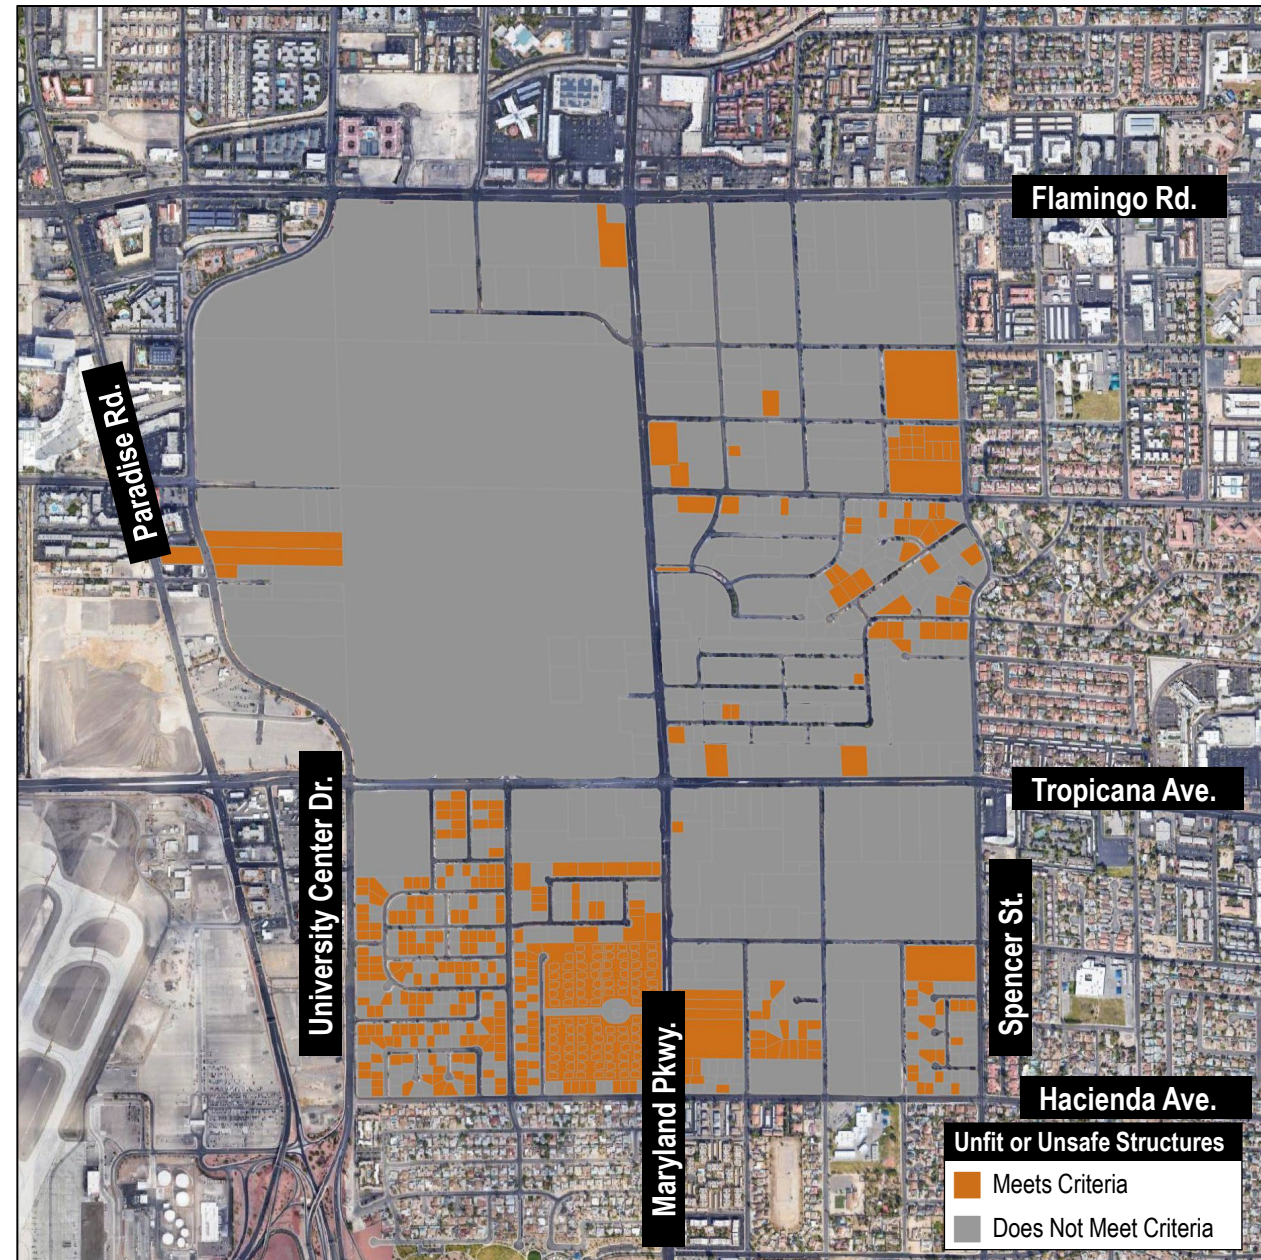 Flamingo Rd.
Paradise Rd.
Tropicana Ave.
University Center Dr.
Spencer St.
Maryland Pkwy.
Hacienda Ave.
Unfit or Unsafe Structures
Meets Criteria
Does Not Meet Criteria